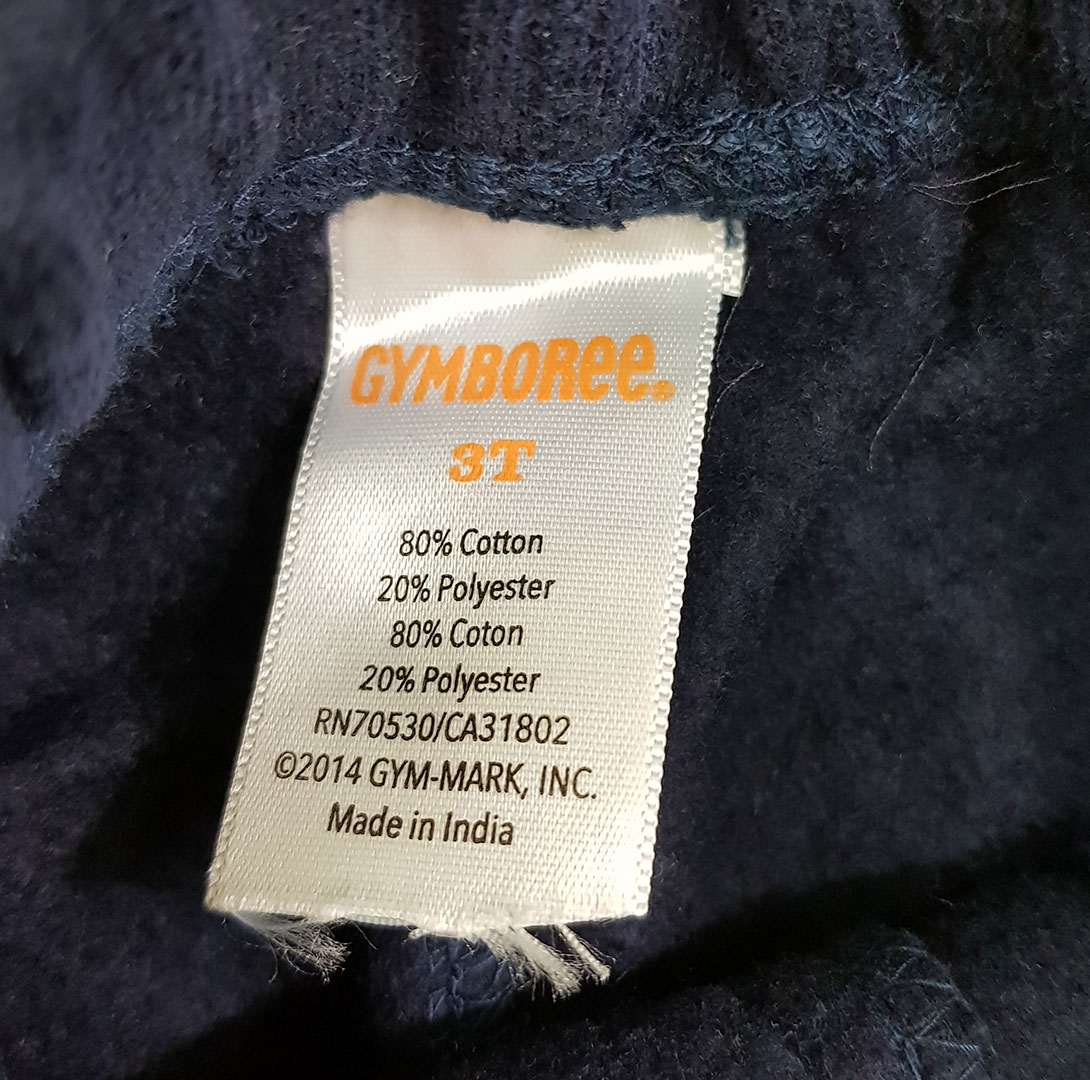 GYMBORee®
3T
80% Cotton
20% Polyester
80% Coton
20% Polyester
RN70530/CA31802
©2014 GYM-MARK, INC.
Made in India